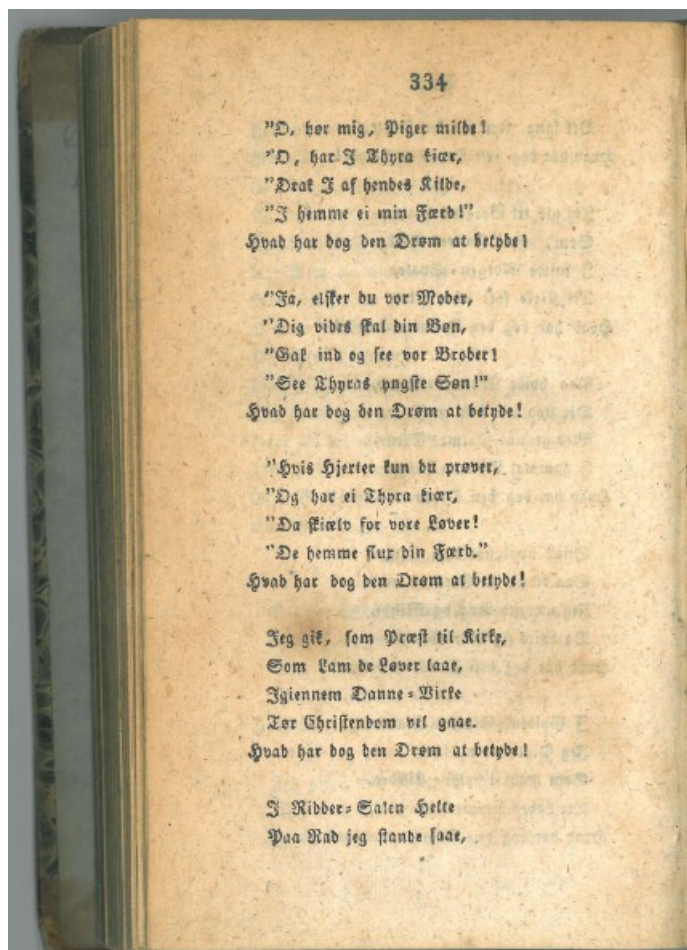 334
"O, hør mig, Piger milde!
"O, har I Thyra kiær,
"Drak I af hendes Kilde,
"I hemme ei min Færd!"
Hvad har dog den Drøm at betyde!
"Ja, elsker du vor Moder,
"Dig vides skal din Bøn,
"Gak ind og see vor Broder!
"See Thyras yngste Søn!"
Hvad har dog den Drøm at betyde!
"Hvis Hjerter kun du prøver,
"Og har ei Thyra kiær,
"Da skiælv for vore Løver!
"De hemme flux din Færd."
Hvad har dog den Drøm at betyde!
Jeg gik, som Præst til Kirke,
Som Lam de Løver laae,
Igiennem Danne-Virke
Tør Christendom vel gaae.
Hvad har dog den Drøm at betyde!
I Ridder-Salen Helte
Paa Rad jeg stande saae,